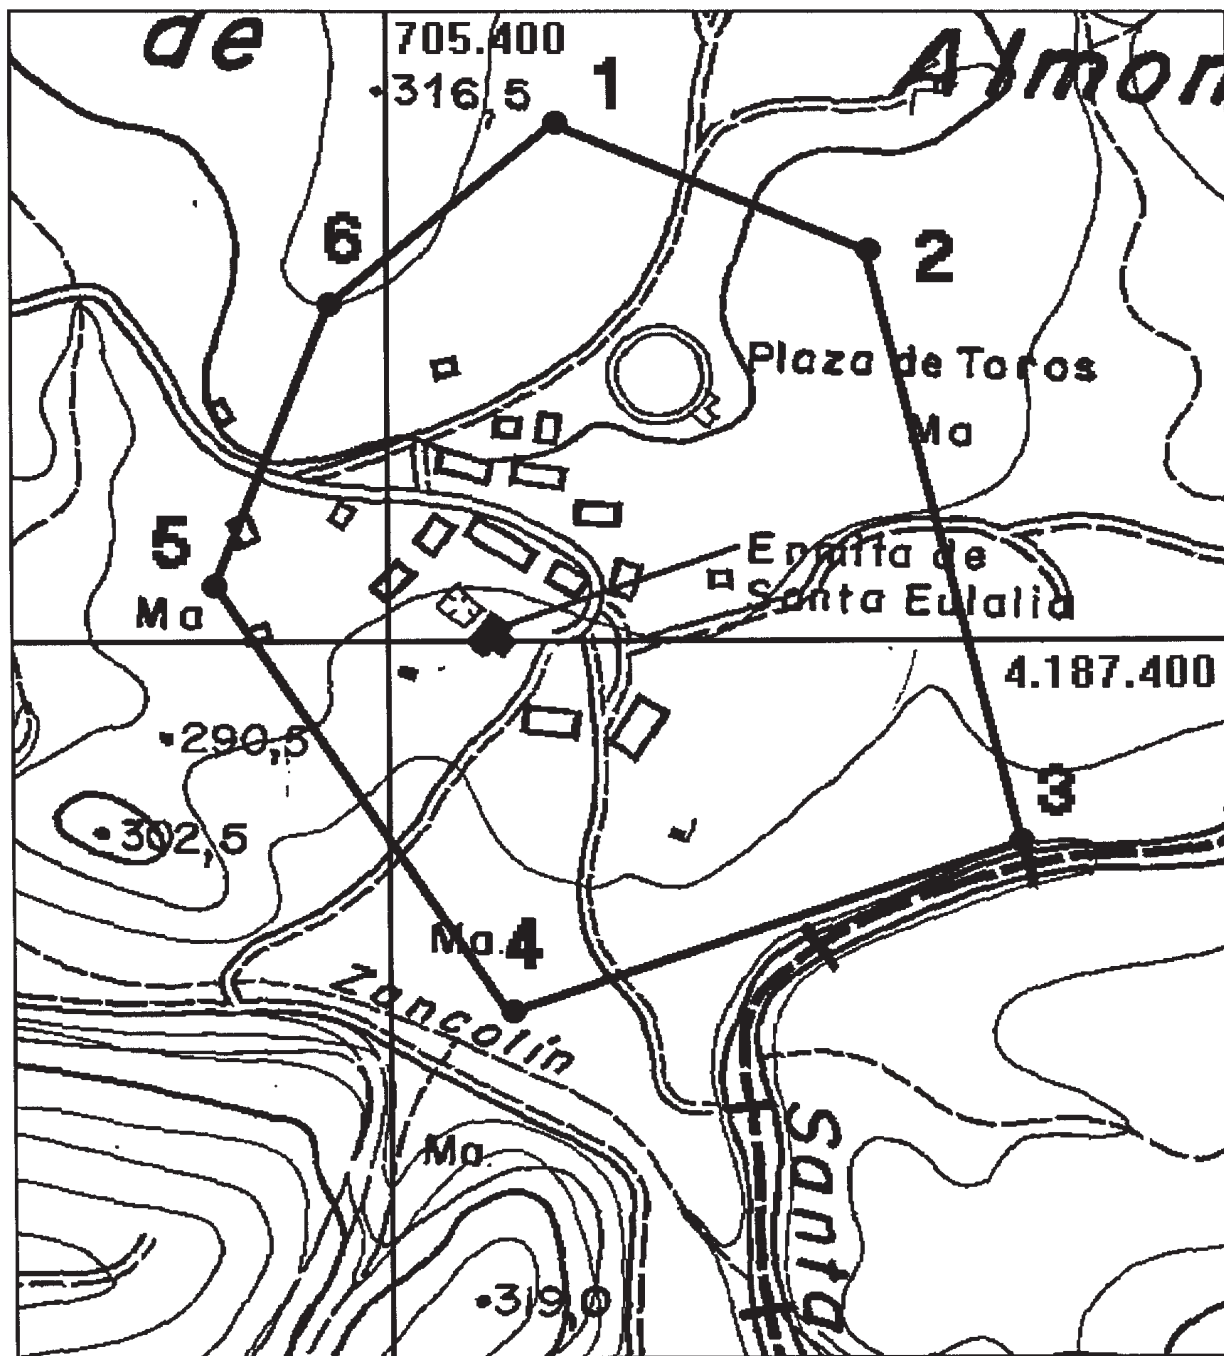 de
705.400
Almon
316,5
1
6
2
Plaza de Toros
Ma
5
Ermita de
Santa Eulalia
Ma
4.187.400
290,5
3
302,5
Ma.
4
Zancolin
Santa
Ma.
319,0